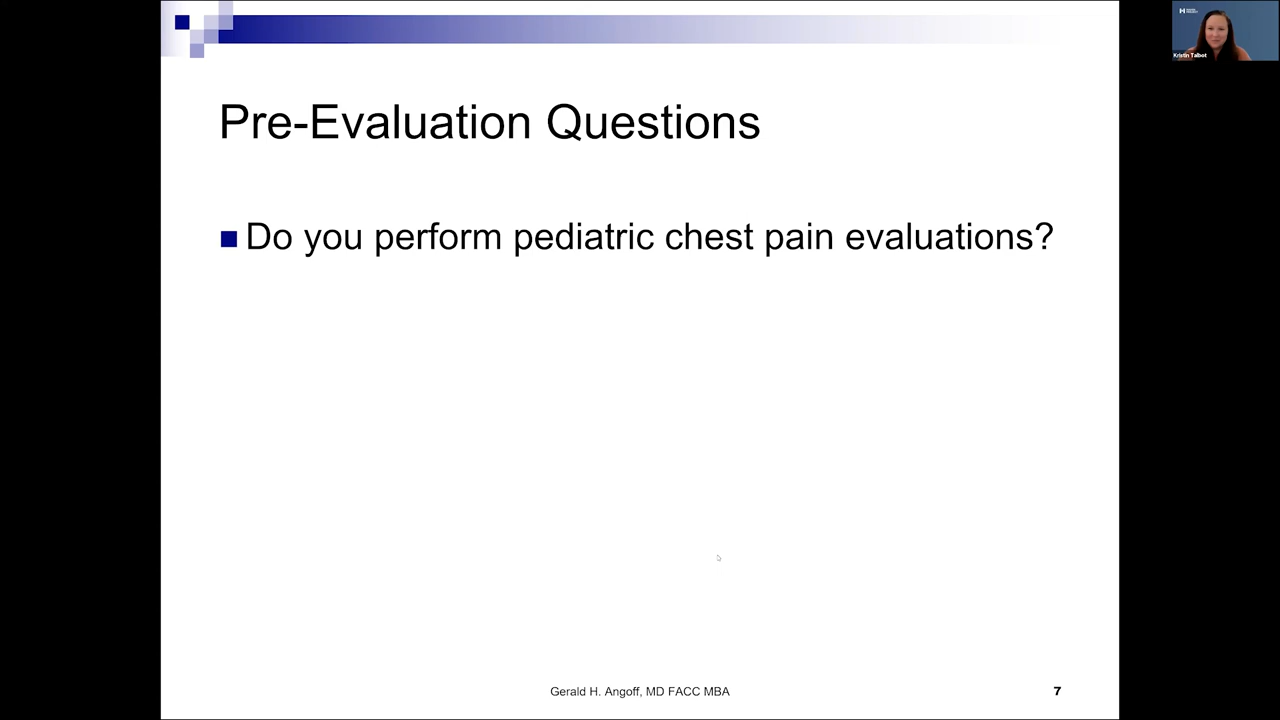 Pre-Evaluation Questions
Do you perform pediatric chest pain evaluations?
Gerald H. Angoff, MD FACC MBA
7
Kristin Talbot